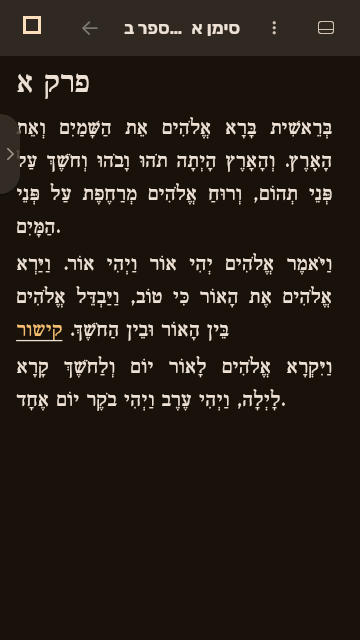 סימן א ...ספר ב
פרק א
בְּרֵאשִׁית בָּרָא אֱלֹהִים אֵת הַשָּׁמַיִם וְאֵת
הָאָרֶץ. וְהָאָרֶץ הָיְתָה תֹהוּ וָבֹהוּ וְחֹשֶׁךְ עַל
פְּנֵי תְהוֹם, וְרוּחַ אֱלֹהִים מְרַחֶפֶת עַל פְּנֵי
הַמָּיִם.
וַיֹּאמֶר אֱלֹהִים יְהִי אוֹר וַיְהִי אוֹר. וַיַּרְא
אֱלֹהִים אֶת הָאוֹר כִּי טוֹב, וַיַּבְדֵּל אֱלֹהִים
בֵּין הָאוֹר וּבֵין הַחֹשֶׁךְ. קישור
וַיִּקְרָא אֱלֹהִים לָאוֹר יוֹם וְלַחֹשֶׁךְ קָרָא
לָיְלָה, וַיְהִי עֶרֶב וַיְהִי בֹקֶר יוֹם אֶחָד.